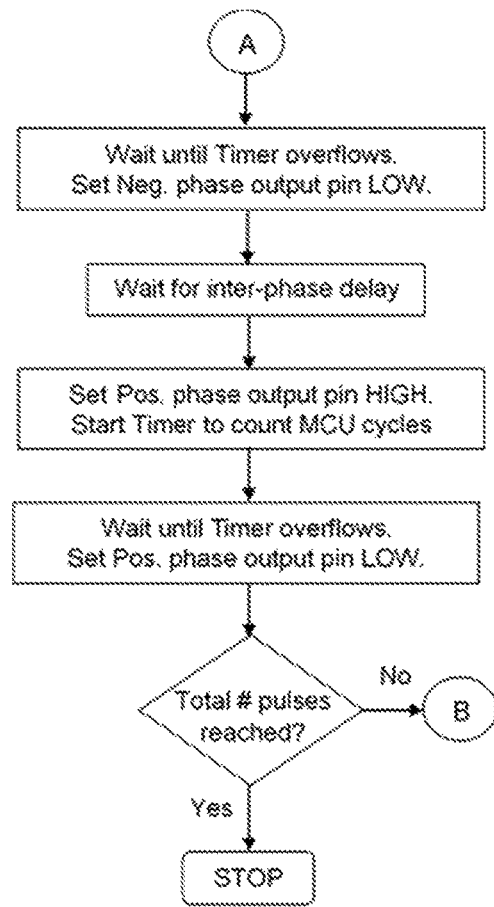 A
Wait until Timer overflows.
Set Neg. phase output pin LOW.
Wait for inter-phase delay
Set Pos. phase output pin HIGH.
Start Timer to count MCU cycles
Wait until Timer overflows.
Set Pos. phase output pin LOW.
Total # pulses
reached?
No
B
Yes
STOP